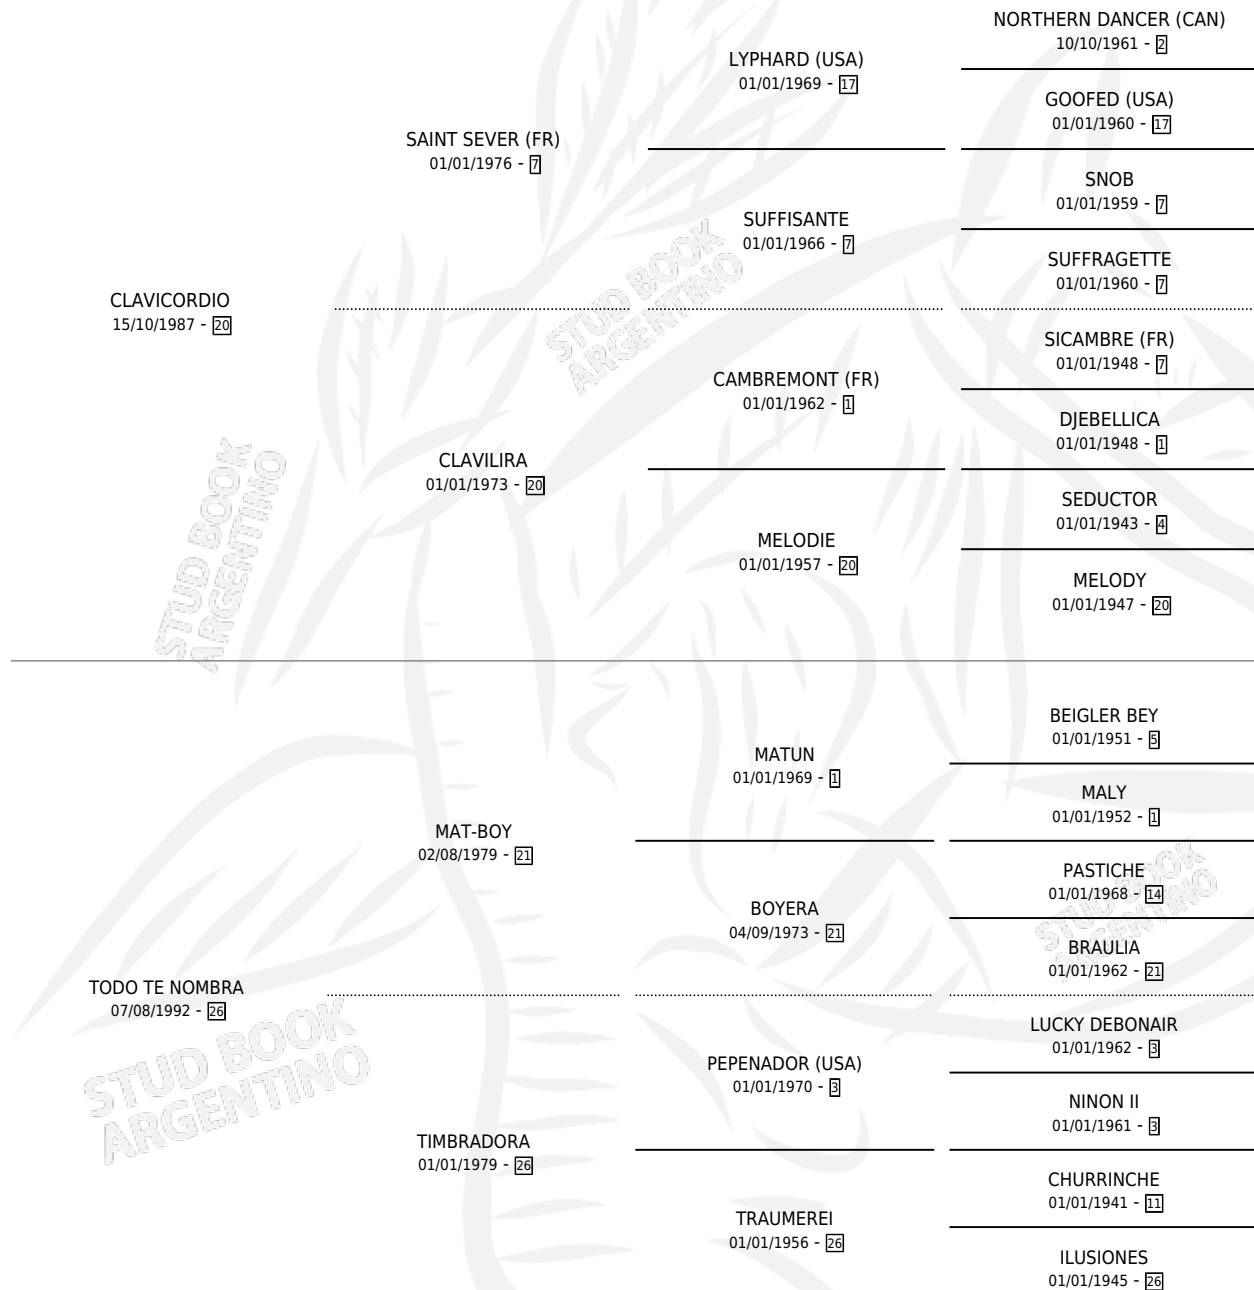 NORTHERN DANCER (CAN)
10/10/1961 - 2
LYPHARD (USA)
01/01/1969 - 17
GOOFED (USA)
01/01/1960 - 17
SAINT SEVER (FR)
01/01/1976 - 7
SNOB
01/01/1959 - 7
SUFFISANTE
01/01/1966 - 7
SUFFRAGETTE
01/01/1960 - 7
CLAVICORDIO
15/10/1987 - 20
SICAMBRE (FR)
01/01/1948 - 7
CAMBREMONT (FR)
01/01/1962 - 1
DJEBELLICA
01/01/1948 - 1
CLAVILIRA
01/01/1973 - 20
SEDUCTOR
01/01/1943 - 4
MELODIE
01/01/1957 - 20
MELODY
01/01/1947 - 20
BEIGLER BEY
01/01/1951 - 5
MATUN
01/01/1969 - 1
MALY
01/01/1952 - 1
MAT-BOY
02/08/1979 - 21
PASTICHE
01/01/1968 - 14
BOYERA
04/09/1973 - 21
BRAULIA
01/01/1962 - 21
TODO TE NOMBRA
07/08/1992 - 26
LUCKY DEBONAIR
01/01/1962 - 3
PEPENADOR (USA)
01/01/1970 - 3
NINON II
01/01/1961 - 3
TIMBRADORA
01/01/1979 - 26
CHURRINCHE
01/01/1941 - 11
TRAUMEREI
01/01/1956 - 26
ILUSIONES
01/01/1945 - 26
STUD BOOK
ARGENTINO
STUD BOOK
ARGENTINO
STUD BOOK
ARGENTINO
STUD BOOK
ARGENTINO